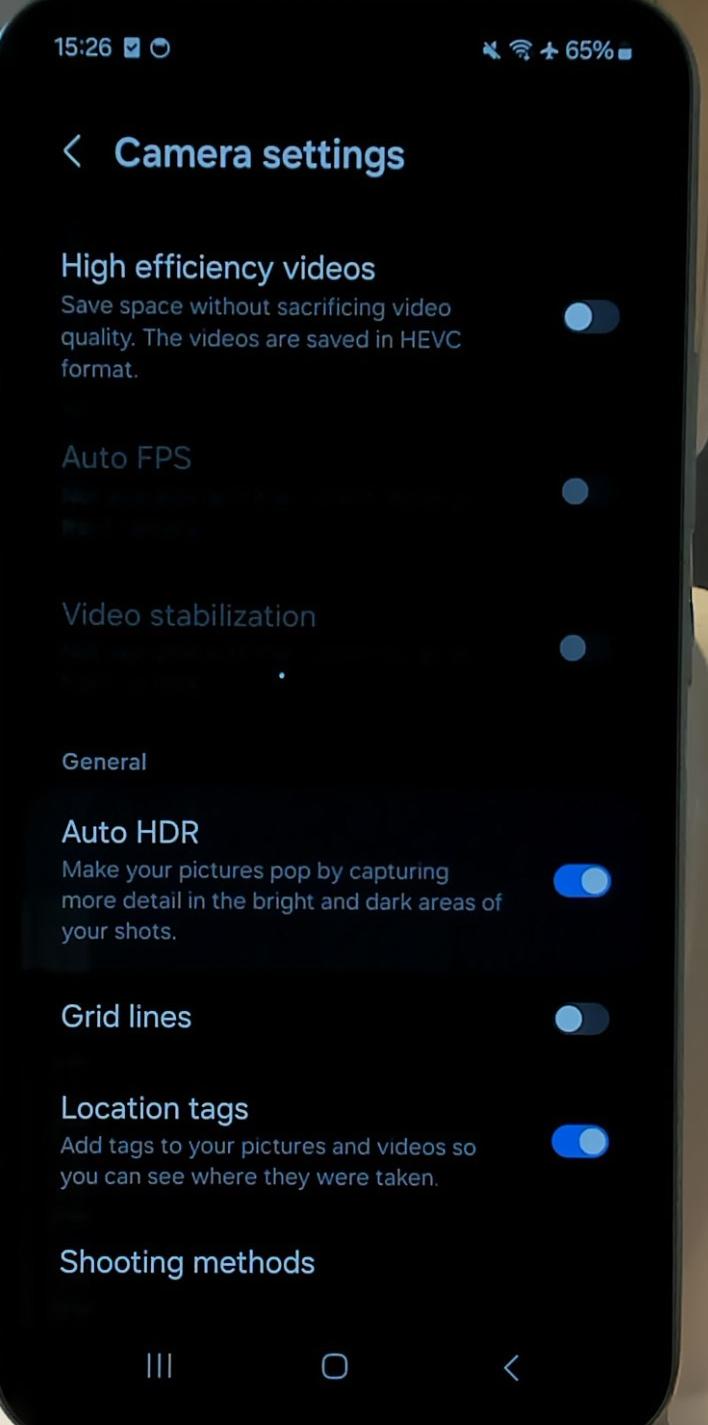 15:26
65%
Camera settings
High efficiency videos
Save space without sacrificing video
quality. The videos are saved in HEVC
format.
Auto FPS
Video stabilization
General
Auto HDR
Make your pictures pop by capturing
more detail in the bright and dark areas of
your shots.
Grid lines
Location tags
Add tags to your pictures and videos so
you can see where they were taken.
Shooting methods